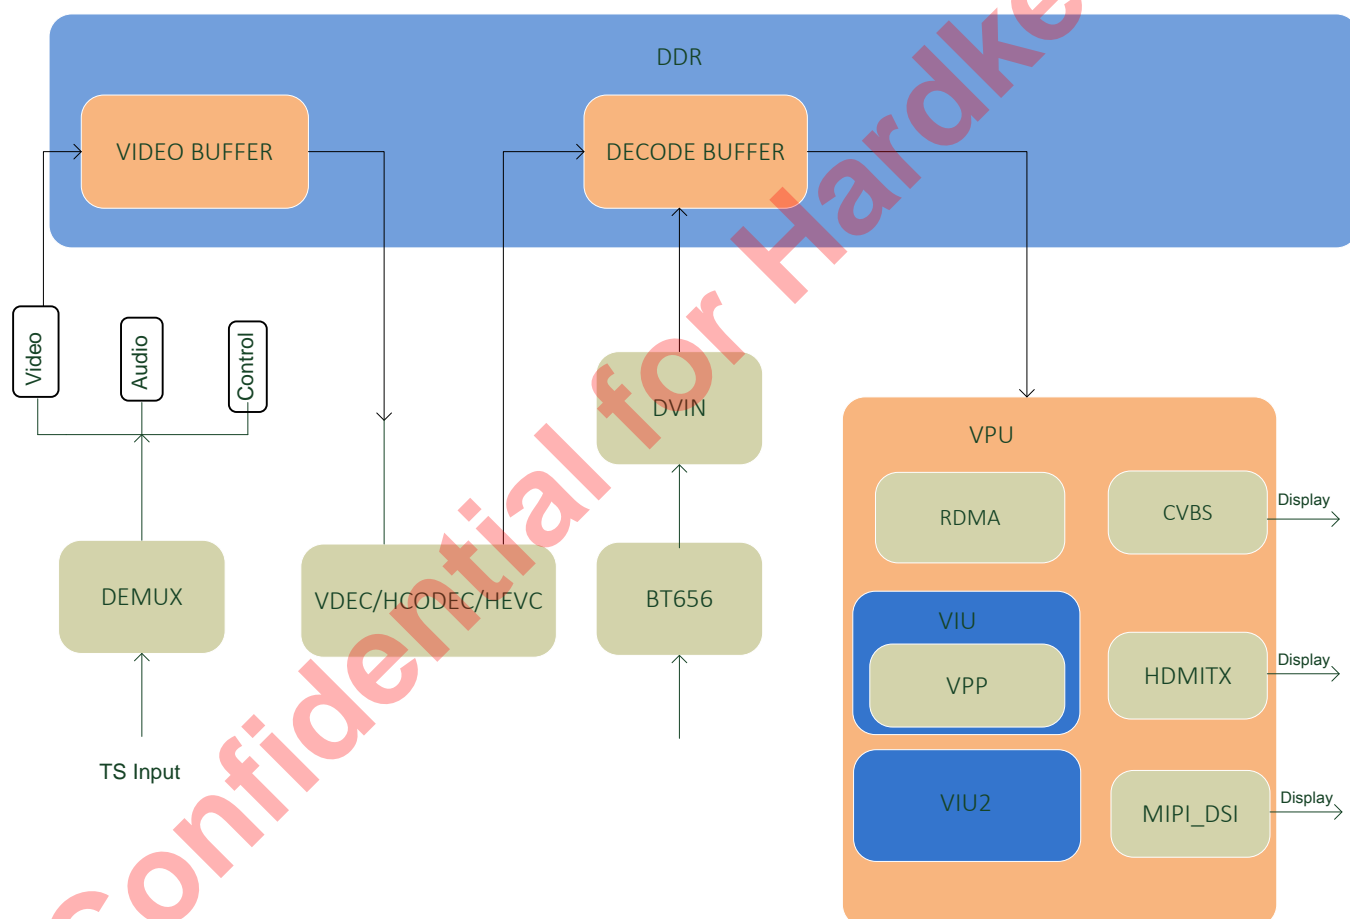 DDR
VIDEO BUFFER
DECODE BUFFER
Video
Audio
Control
DVIN
VPU
RDMA
CVBS
Display
DEMUX
VDEC/HCODEC/HEVC
BT656
VIU
VPP
HDMITX
Display
TS Input
VIU2
MIPI_DSI
Display
Confidential for Hardke